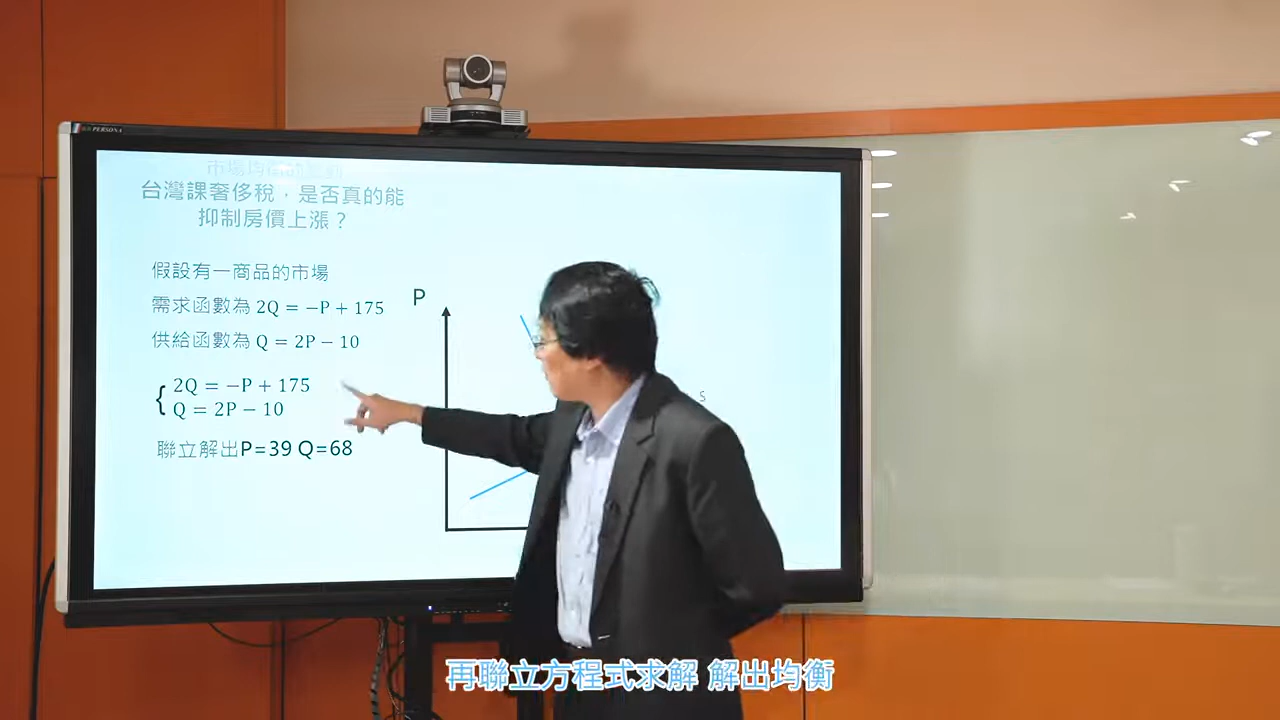 PERSONA
台灣課奢侈稅，是否真的能
抑制房價上漲？
假設有一商品的市場
需求函數為 2Q = −P + 175
供給函數為 Q = 2P − 10
2Q = −P + 175
Q = 2P − 10
聯立解出P=39 Q=68
P
S
再聯立方程式求解 解出均衡